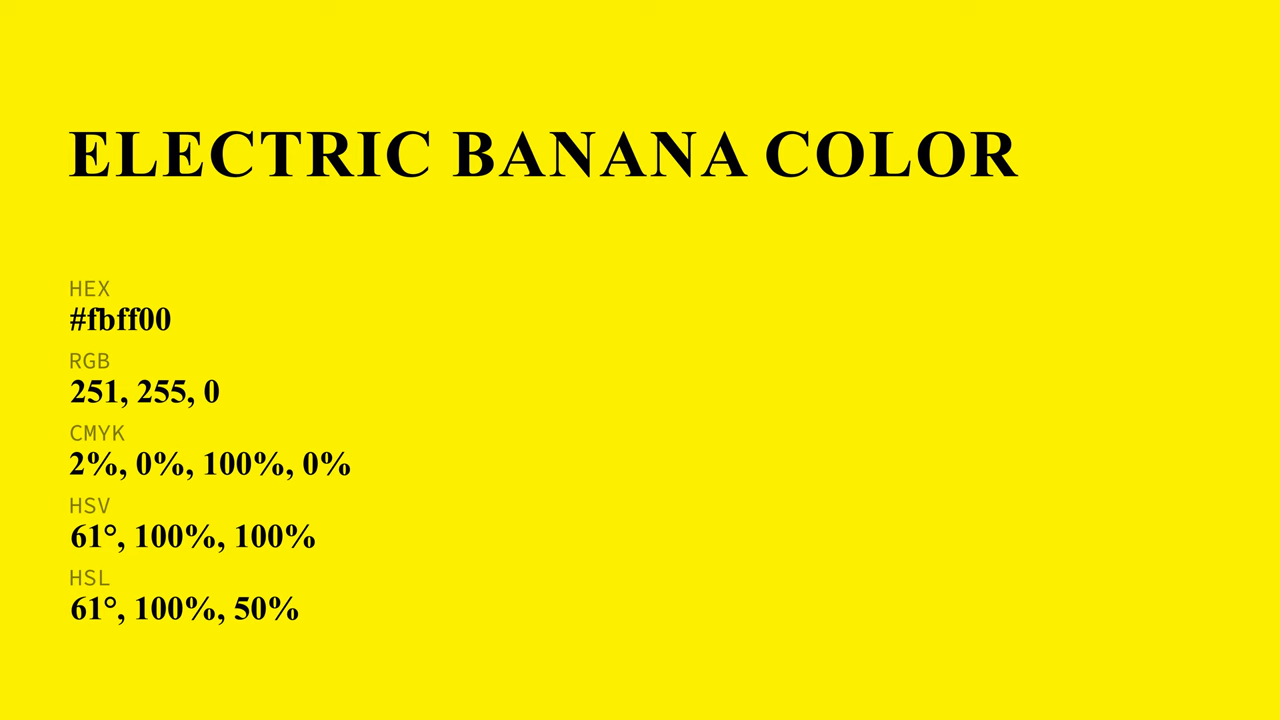 ELECTRIC BANANA COLOR
HEX
#fbff00
RGB
251, 255, 0
CMYK
2%, 0%, 100%, 0%
HSV
61°, 100%, 100%
HSL
61°, 100%, 50%